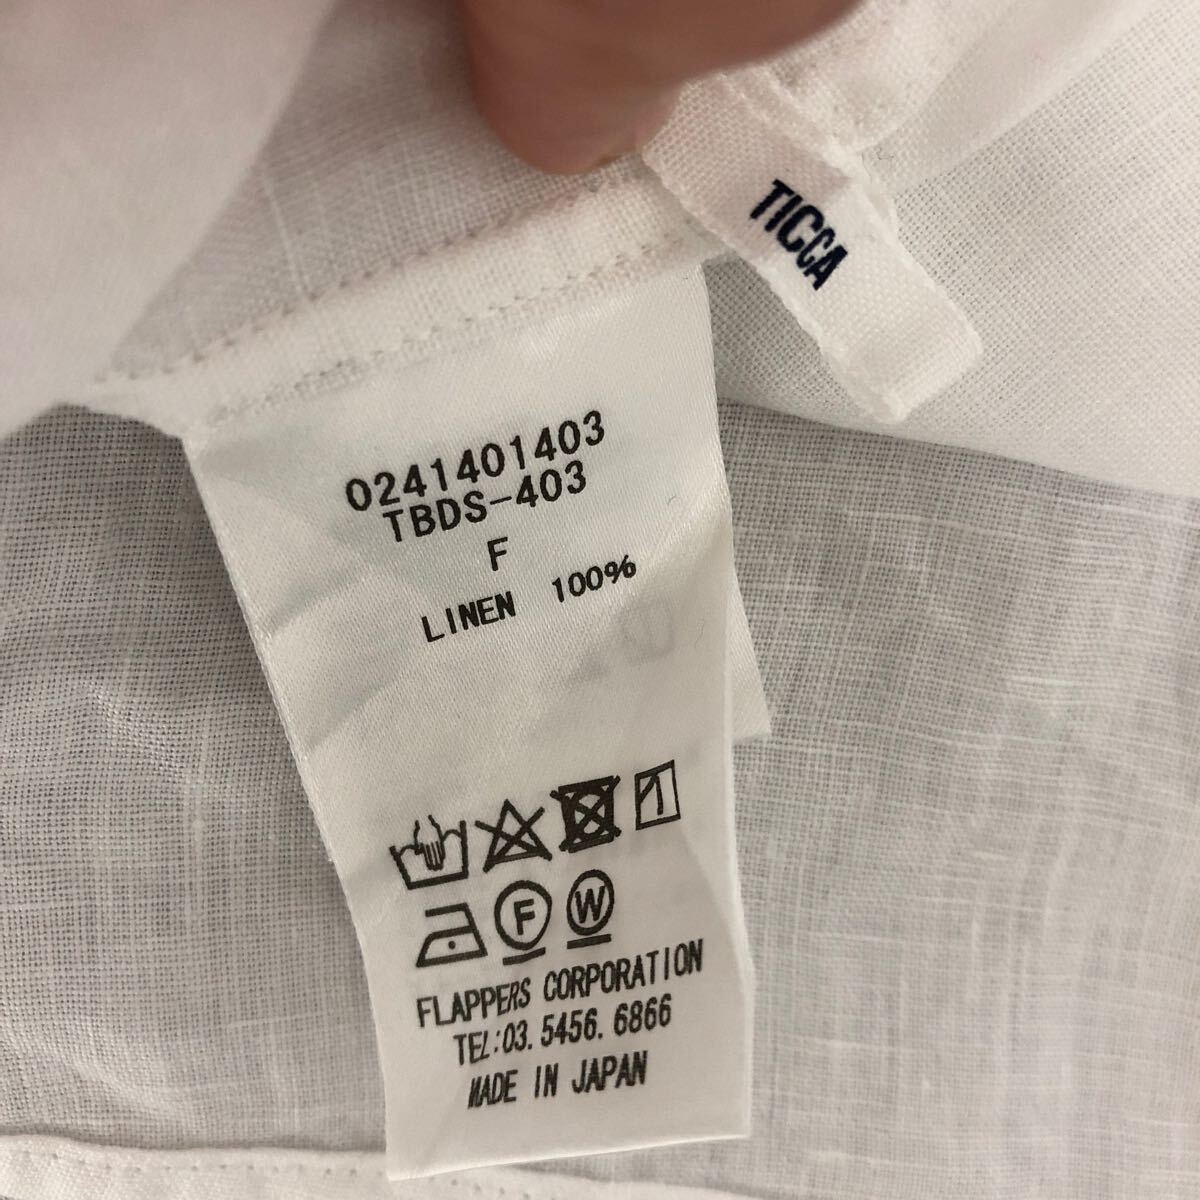 TICCA
0241401403
TBDS-403
F
LINEN 100%
F W
FLAPPERS CORPORATION
TEL:03.5456.6866
MADE IN JAPAN